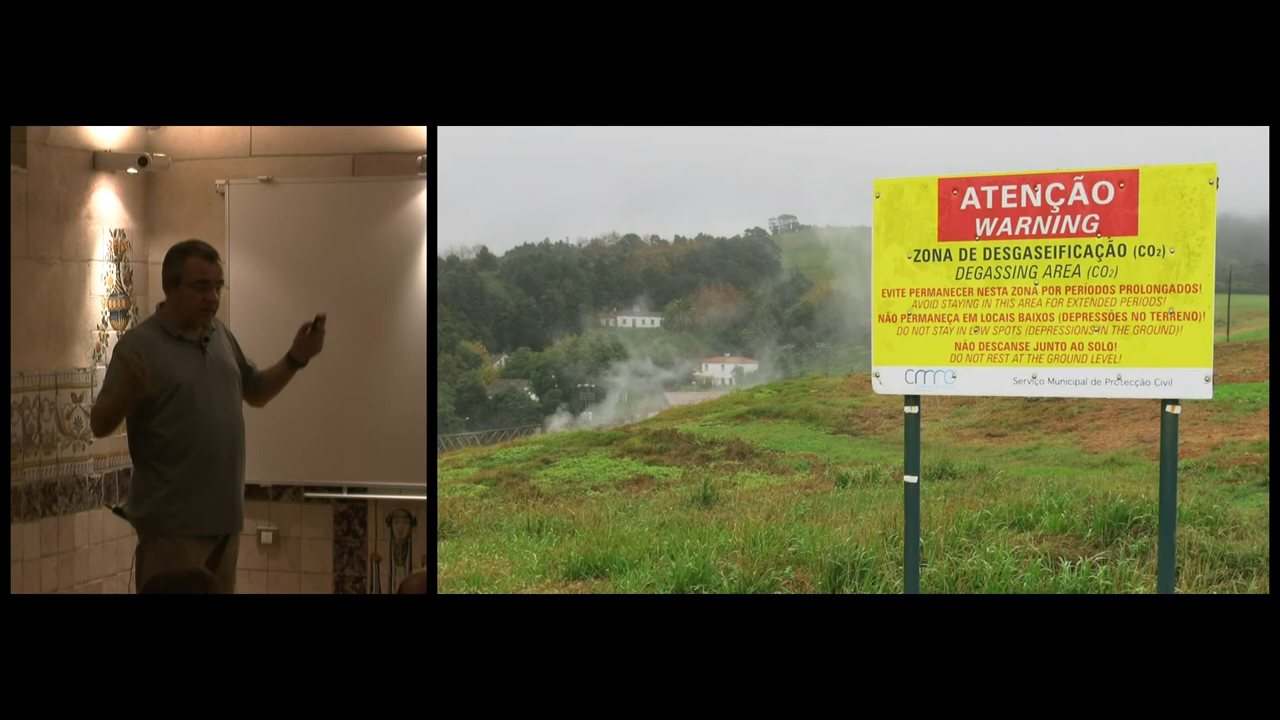 ATENÇÃO
WARNING
ZONA DE DESGASEIFICAÇÃO (CO₂)
DEGASSING AREA (CO₂)
EVITE PERMANECER NESTA ZONA POR PERÍODOS PROLONGADOS!
AVOID STAYING IN THIS AREA FOR EXTENDED PERIODS!
NÃO PERMANEÇA EM LOCAIS BAIXOS (DEPRESSÕES NO TERRENO)!
DO NOT STAY IN LOW SPOTS (DEPRESSIONS IN THE GROUND)!
NÃO DESCANSE JUNTO AO SOLO!
DO NOT REST AT THE GROUND LEVEL!
cmrg Serviço Municipal de Protecção Civil